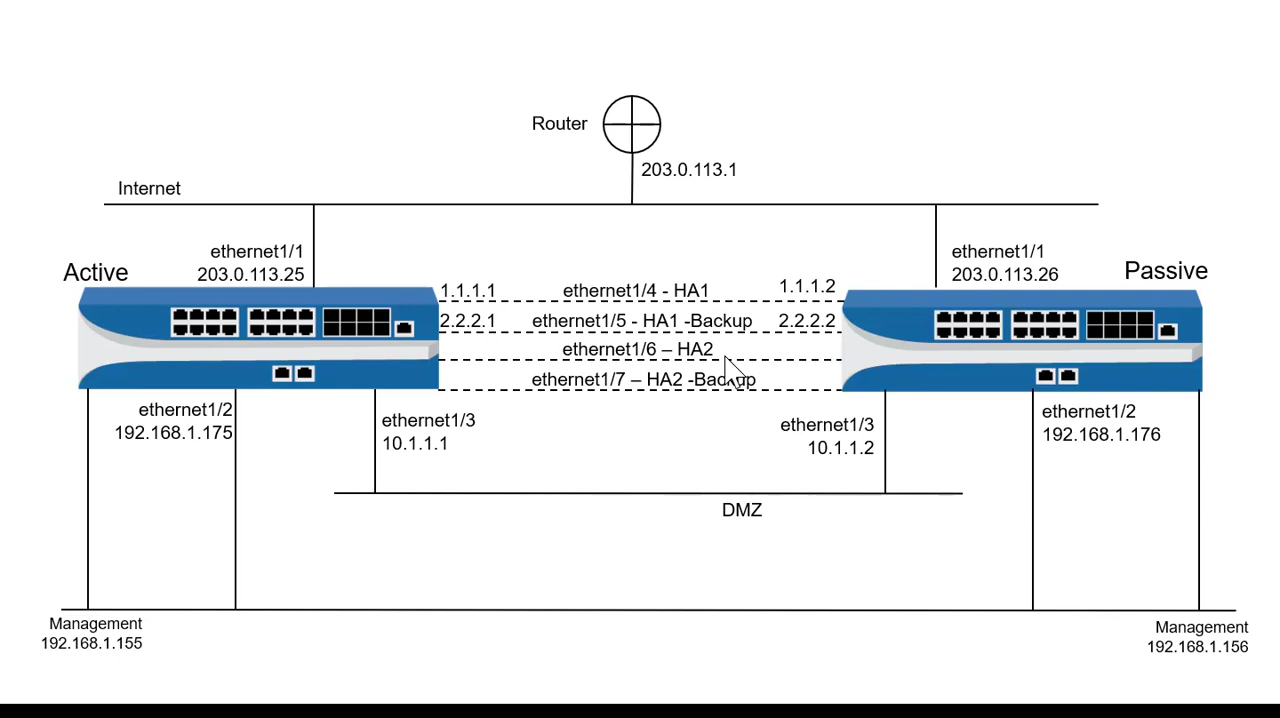 Router
203.0.113.1
Internet
ethernet1/1
203.0.113.25
Active
ethernet1/1
203.0.113.26
Passive
1.1.1.1
ethernet1/4 - HA1
1.1.1.2
2.2.2.1
ethernet1/5 - HA1 -Backup
2.2.2.2
ethernet1/6 – HA2
ethernet1/7 – HA2 -Backup
ethernet1/2
192.168.1.175
ethernet1/3
10.1.1.1
ethernet1/3
10.1.1.2
ethernet1/2
192.168.1.176
DMZ
Management
192.168.1.155
Management
192.168.1.156